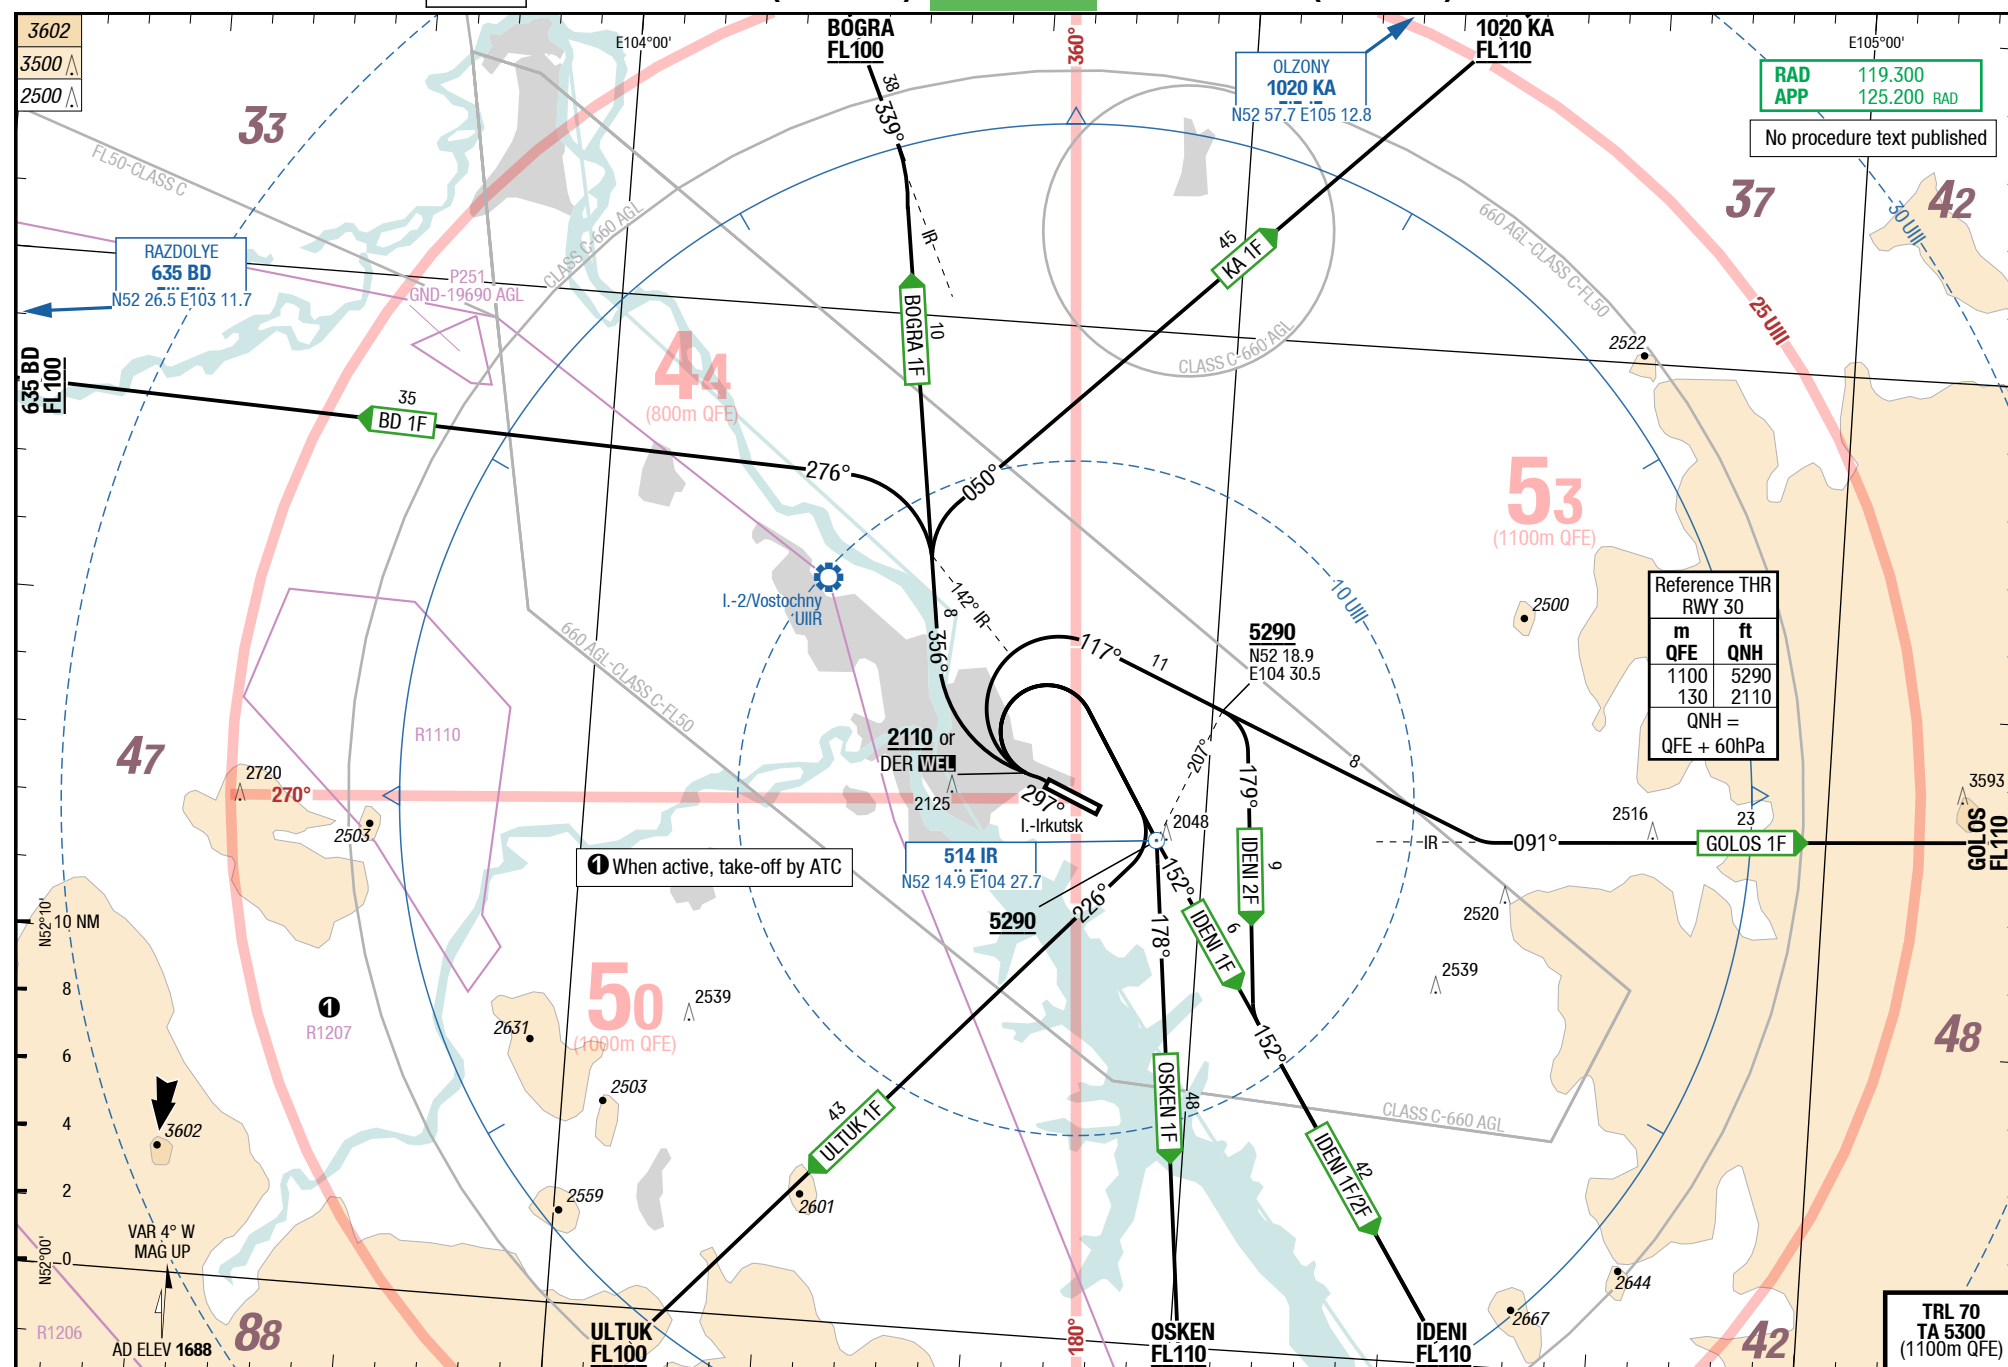 3602
3500
2500
33
FL50-CLASS C
E104°00'
BOGRA
FL100
38
339°
IR
360°
OLZONY
1020 KA
N52 57.7 E105 12.8
1020 KA
FL110
E105°00'
RAD 119.300
APP 125.200 RAD
No procedure text published
37
42
30 UIII
RAZDOLYE
635 BD
N52 26.5 E103 11.7
P251
GND-19690 AGL
CLASS C-660 AGL
45
KA 1F
660 AGL-CLASS C-FL50
25 UIII
CLASS C-660 AGL
2522
635 BD
FL100
35
BD 1F
44
(800m QFE)
BOGRA 1F
10
276°
050°
53
(1100m QFE)
I.-2/Vostochny
UIIR
142° IR
8
356°
10 UIII
2500
Reference THR
RWY 30
m ft
QFE QNH
1100 5290
130 2110
QNH =
QFE + 60hPa
660 AGL-CLASS C-FL50
117°
11
5290
N52 18.9
E104 30.5
R1110
47
2720
270°
2503
2110 or
DER WEL
2125
297°
I.-Irkutsk
207°
179°
8
2048
2516
23
3593
IR
091°
GOLOS 1F
GOLOS
FL110
1 When active, take-off by ATC
514 IR
N52 14.9 E104 27.7
5290
226°
152°
178°
IDENI 1F
6
IDENI 2F
9
2520
2539
N52°10'
10 NM
8
6
4
2
0
1
R1207
2631
50
(1000m QFE)
2539
2503
152°
48
3602
43
ULTUK 1F
OSKEN 1F
48
CLASS C-660 AGL
IDENI 1F/2F
42
2559
2601
VAR 4° W
MAG UP
N52°00'
R1206
AD ELEV 1688
88
ULTUK
FL100
180°
OSKEN
FL110
IDENI
FL110
2667
2644
42
TRL 70
TA 5300
(1100m QFE)